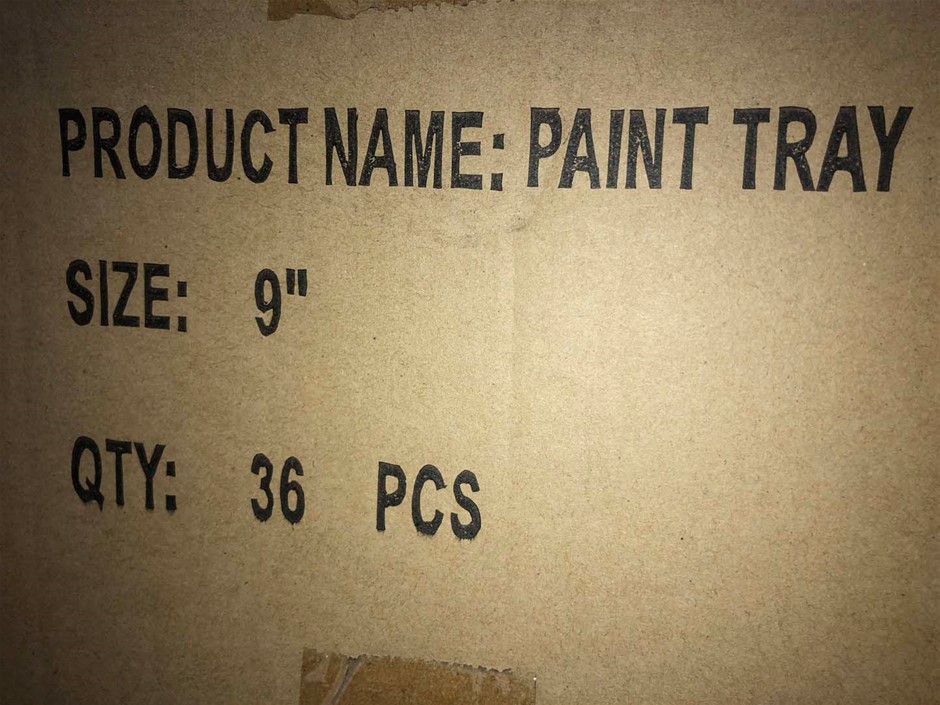 PRODUCT NAME: PAINT TRAY
SIZE: 9"
QTY: 36 PCS